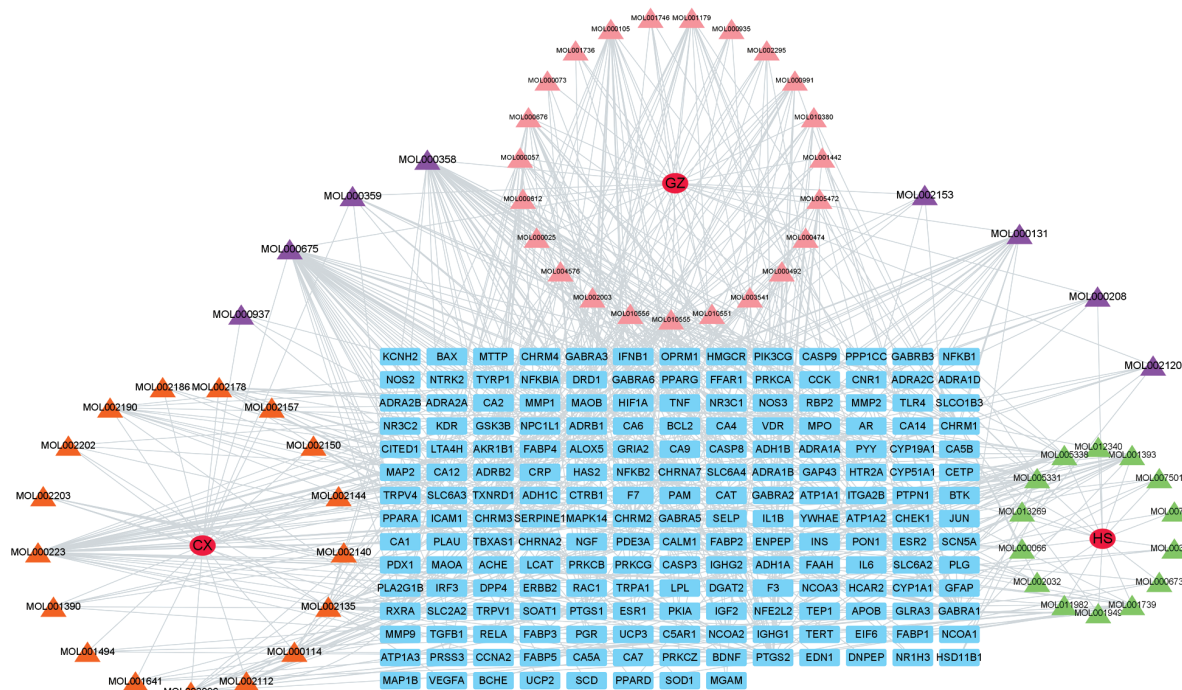 MOL001746
MOL001179
MOL000105
MOL000935
MOL001736
MOL002295
MOL000073
MOL000991
MOL000676
MOL010380
MOL000057
MOL001442
MOL000358
GZ
MOL000359
MOL000612
MOL005472
MOL002153
MOL000025
MOL000474
MOL000131
MOL000675
MOL004576
MOL000492
MOL002003
MOL003541
MOL000208
MOL000937
MOL010556
MOL010555
MOL010551
MOL002120
KCNH2 BAX MTTP CHRM4 GABRA3 IFNB1 OPRM1 HMGCR PIK3CG CASP9 PPP1CC GABRB3 NFKB1
NOS2 NTRK2 TYRP1 NFKBIA DRD1 GABRA6 PPARG FFAR1 PRKCA CCK CNR1 ADRA2C ADRA1D
ADRA2B ADRA2A CA2 MMP1 MAOB HIF1A TNF NR3C1 NOS3 RBP2 MMP2 TLR4 SLCO1B3
NR3C2 KDR GSK3B NPC1L1 ADRB1 CA6 BCL2 CA4 VDR MPO AR CA14 CHRM1
CITED1 LTA4H AKR1B1 FABP4 ALOX5 GRIA2 CA9 CASP8 ADH1B ADRA1A PYY CYP19A1 CA5B
MAP2 CA12 ADRB2 CRP HAS2 NFKB2 CHRNA7 SLC6A4 ADRA1B GAP43 HTR2A CYP51A1 CETP
TRPV4 SLC6A3 TXNRD1 ADH1C CTRB1 F7 PAM CAT GABRA2 ATP1A1 ITGA2B PTPN1 BTK
PPARA ICAM1 CHRM3 SERPINE1 MAPK14 CHRM2 GABRA5 SELP IL1B YWHAE ATP1A2 CHEK1 JUN
CA1 PLAU TBXAS1 CHRNA2 NGF PDE3A CALM1 FABP2 ENPEP INS PON1 ESR2 SCN5A
PDX1 MAOA ACHE LCAT PRKCB PRKCG CASP3 IGHG2 ADH1A FAAH IL6 SLC6A2 PLG
PLA2G1B IRF3 DPP4 ERBB2 RAC1 TRPA1 LPL DGAT2 F3 NCOA3 HCAR2 CYP1A1 GFAP
RXRA SLC2A2 TRPV1 SOAT1 PTGS1 ESR1 PKIA IGF2 NFE2L2 TEP1 APOB GLRA3 GABRA1
MMP9 TGFB1 RELA FABP3 PGR UCP3 C5AR1 NCOA2 IGHG1 TERT EIF6 FABP1 NCOA1
ATP1A3 PRSS3 CCNA2 FABP5 CA5A CA7 PRKCZ BDNF PTGS2 EDN1 DNPEP NR1H3 HSD11B1
MAP1B VEGFA BCHE UCP2 SCD PPARD SOD1 MGAM
MOL002186
MOL002178
MOL002190
MOL002157
MOL002202
MOL002150
MOL002203
MOL002144
CX
MOL000223
MOL002140
MOL001390
MOL002135
MOL001494
MOL000114
MOL001641
MOL002112
MOL012340
MOL005338
MOL001393
MOL005331
MOL007501
MOL013269
HS
MOL000066
MOL000673
MOL002032
MOL011982
MOL001949
MOL001739